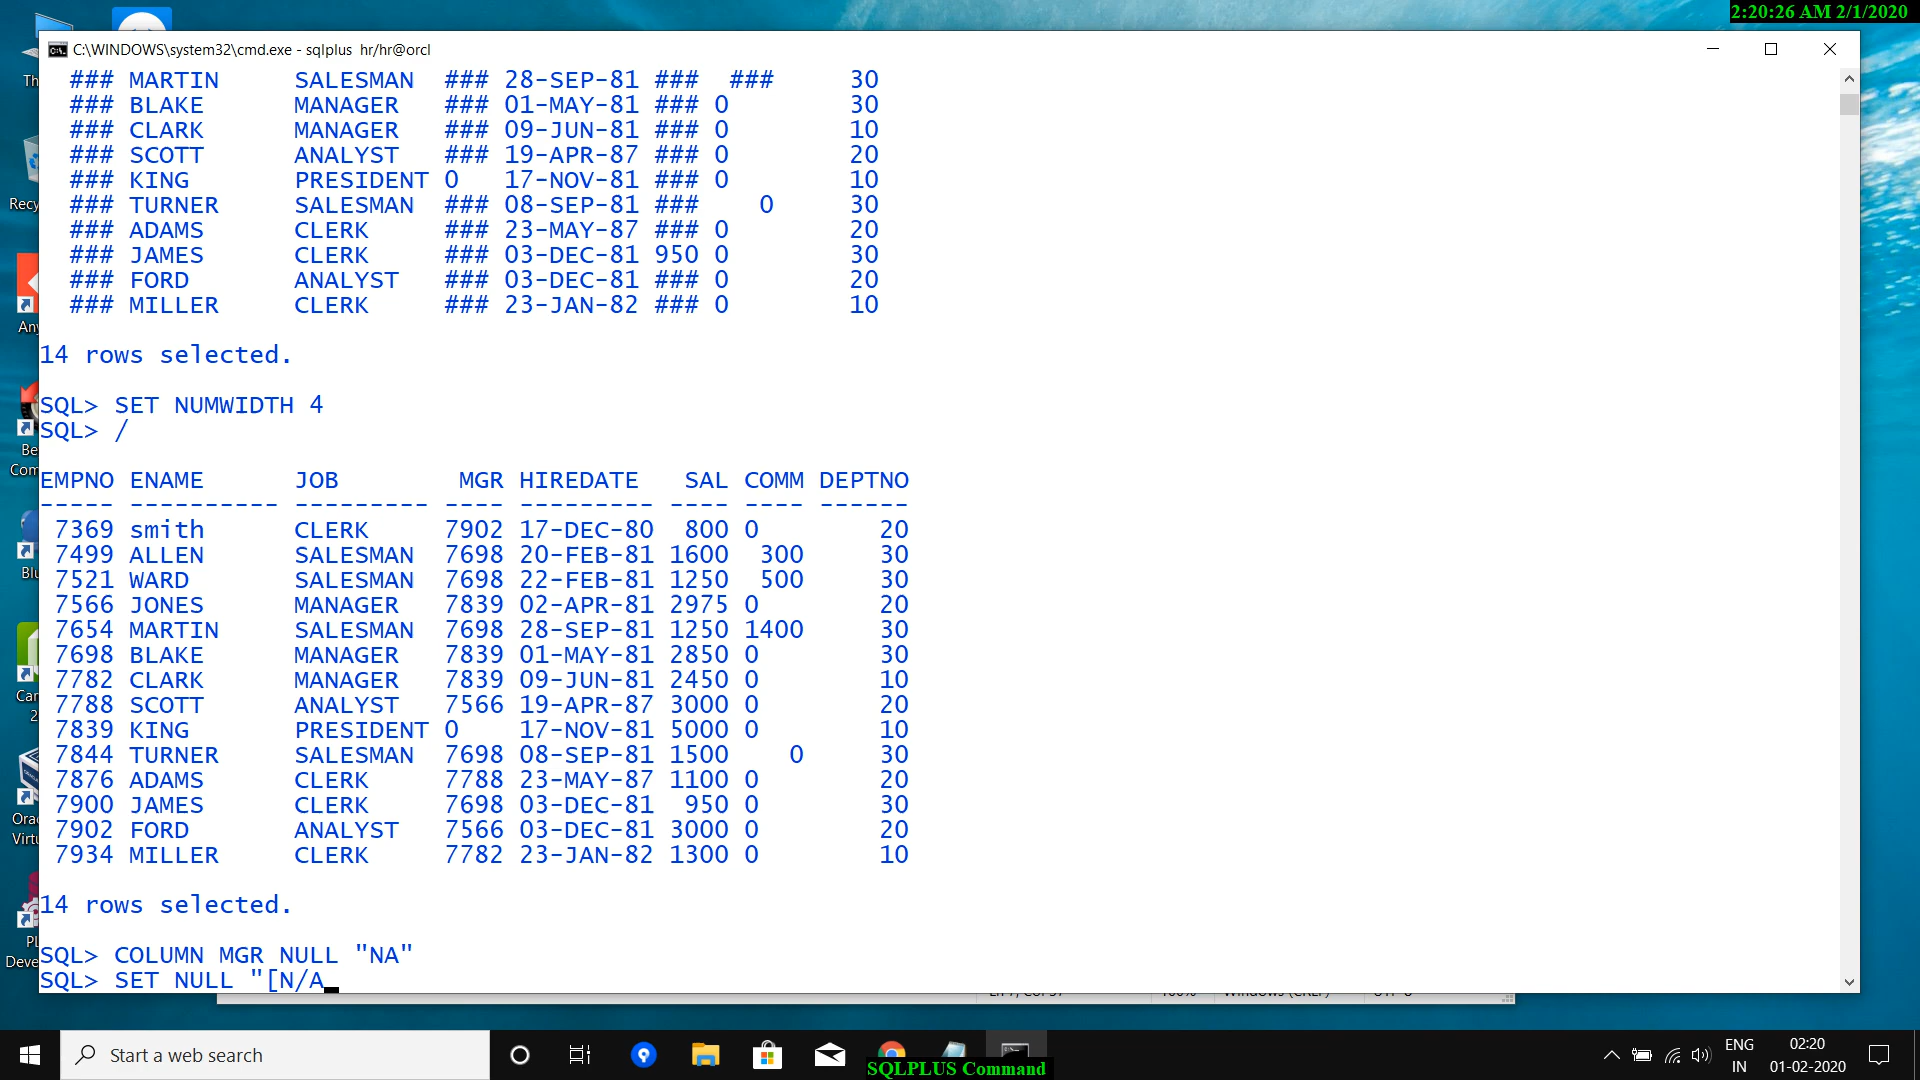 2:20:26 AM 2/1/2020
C:\WINDOWS\system32\cmd.exe - sqlplus  hr/hr@orcl
### MARTIN     SALESMAN  ### 28-SEP-81 ###  ###     30
### BLAKE      MANAGER   ### 01-MAY-81 ### 0        30
### CLARK      MANAGER   ### 09-JUN-81 ### 0        10
### SCOTT      ANALYST   ### 19-APR-87 ### 0        20
### KING       PRESIDENT 0   17-NOV-81 ### 0        10
### TURNER     SALESMAN  ### 08-SEP-81 ###    0     30
### ADAMS      CLERK     ### 23-MAY-87 ### 0        20
### JAMES      CLERK     ### 03-DEC-81 950 0        30
### FORD       ANALYST   ### 03-DEC-81 ### 0        20
### MILLER     CLERK     ### 23-JAN-82 ### 0        10
14 rows selected.
SQL> SET NUMWIDTH 4
SQL> /
EMPNO ENAME      JOB        MGR HIREDATE   SAL COMM DEPTNO
----- ---------- --------- ---- --------- ---- ---- ------
7369 smith      CLERK     7902 17-DEC-80  800 0        20
7499 ALLEN      SALESMAN  7698 20-FEB-81 1600  300     30
7521 WARD       SALESMAN  7698 22-FEB-81 1250  500     30
7566 JONES      MANAGER   7839 02-APR-81 2975 0        20
7654 MARTIN     SALESMAN  7698 28-SEP-81 1250 1400     30
7698 BLAKE      MANAGER   7839 01-MAY-81 2850 0        30
7782 CLARK      MANAGER   7839 09-JUN-81 2450 0        10
7788 SCOTT      ANALYST   7566 19-APR-87 3000 0        20
7839 KING       PRESIDENT 0    17-NOV-81 5000 0        10
7844 TURNER     SALESMAN  7698 08-SEP-81 1500    0     30
7876 ADAMS      CLERK     7788 23-MAY-87 1100 0        20
7900 JAMES      CLERK     7698 03-DEC-81  950 0        30
7902 FORD       ANALYST   7566 03-DEC-81 3000 0        20
7934 MILLER     CLERK     7782 23-JAN-82 1300 0        10
14 rows selected.
SQL> COLUMN MGR NULL "NA"
SQL> SET NULL "[N/A_
Th
Recy
Any
Be
Com
Blu
Car
2
Orac
Virtu
PL
Deve
Start a web search
SQLPLUS Command
ENG
IN
02:20
01-02-2020